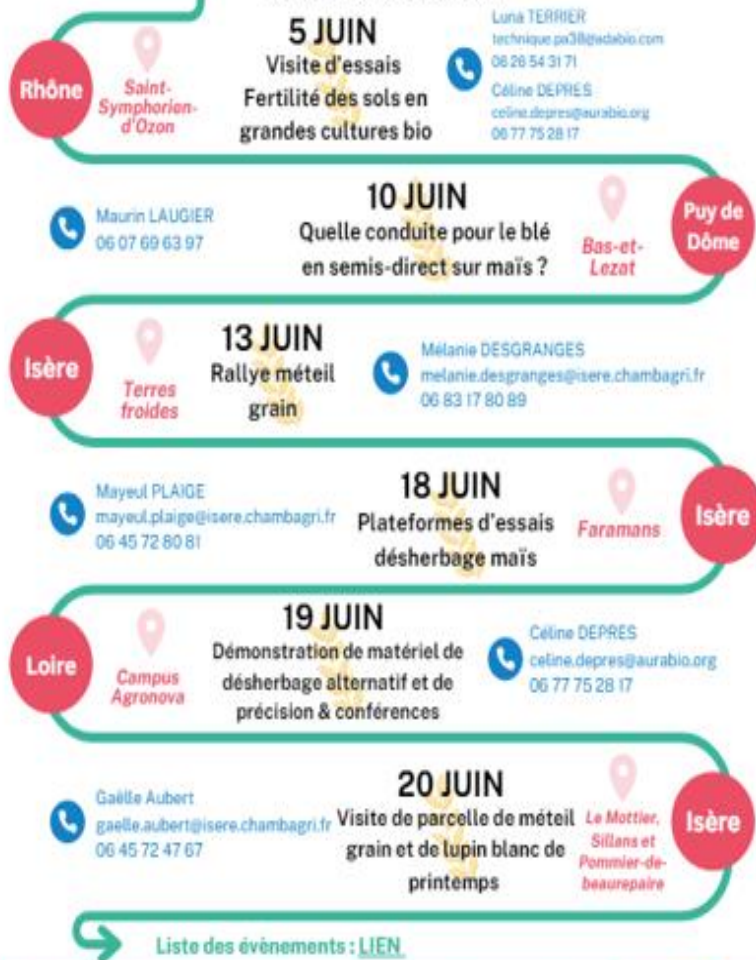 Rhône
Saint-
Symphorien-
d'Ozon
5 JUIN
Visite d'essais
Fertilité des sols en
grandes cultures bio
Luna TERRIER
technique.pa38@adabio.com
06 26 54 31 71
Céline DEPRES
celine.depres@aurabio.org
06 77 75 28 17
Maurin LAUGIER
06 07 69 63 97
10 JUIN
Quelle conduite pour le blé
en semis-direct sur maïs ?
Bas-et-
Lezat
Puy de
Dôme
Isère
Terres
froides
13 JUIN
Rallye méteil
grain
Mélanie DESGRANGES
melanie.desgranges@isere.chambagri.fr
06 83 17 80 89
Mayeul PLAIGE
mayeul.plaige@isere.chambagri.fr
06 45 72 80 81
18 JUIN
Plateformes d'essai
désherbage maïs
Faramans
Isère
Loire
Campus
Agronova
19 JUIN
Démonstration de matériel de
désherbage alternatif et de
précision & conférences
Céline DEPRES
celine.depres@aurabio.org
06 77 75 28 17
Gaëlle Aubert
gaelle.aubert@isere.chambagri.fr
06 45 72 47 67
20 JUIN
Visite de parcelle de méteil
grain et de lupin blanc de
printemps
Le Mottier,
Sillans et
Pommier-de-
beaurepaire
Isère
Liste des évènements : LIEN